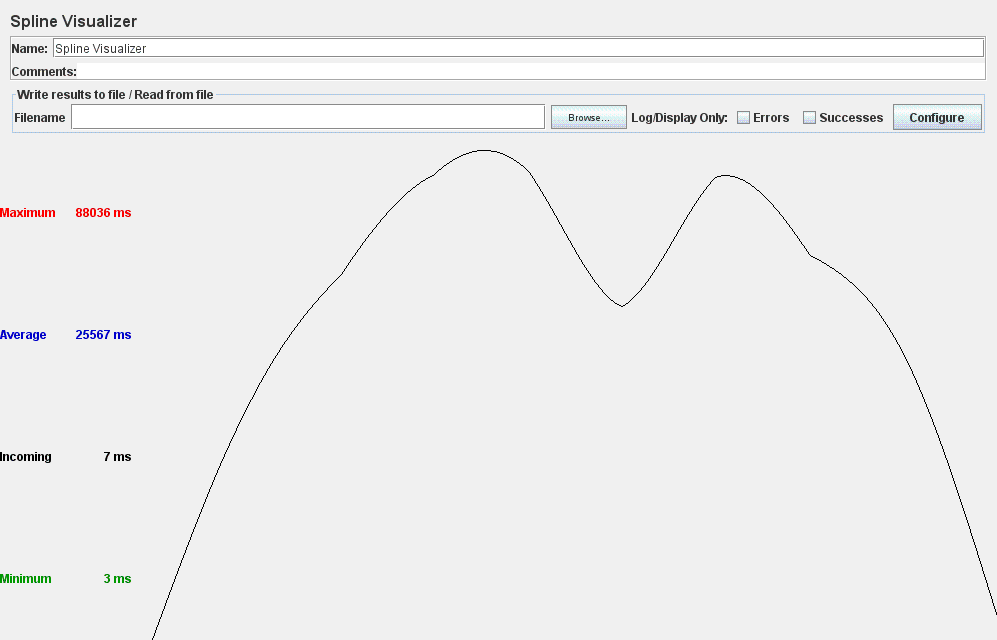 Spline Visualizer
Name: Spline Visualizer
Comments:
Write results to file / Read from file
Filename Browse... Log/Display Only: Errors Successes Configure
Maximum 88036 ms
Average 25567 ms
Incoming 7 ms
Minimum 3 ms